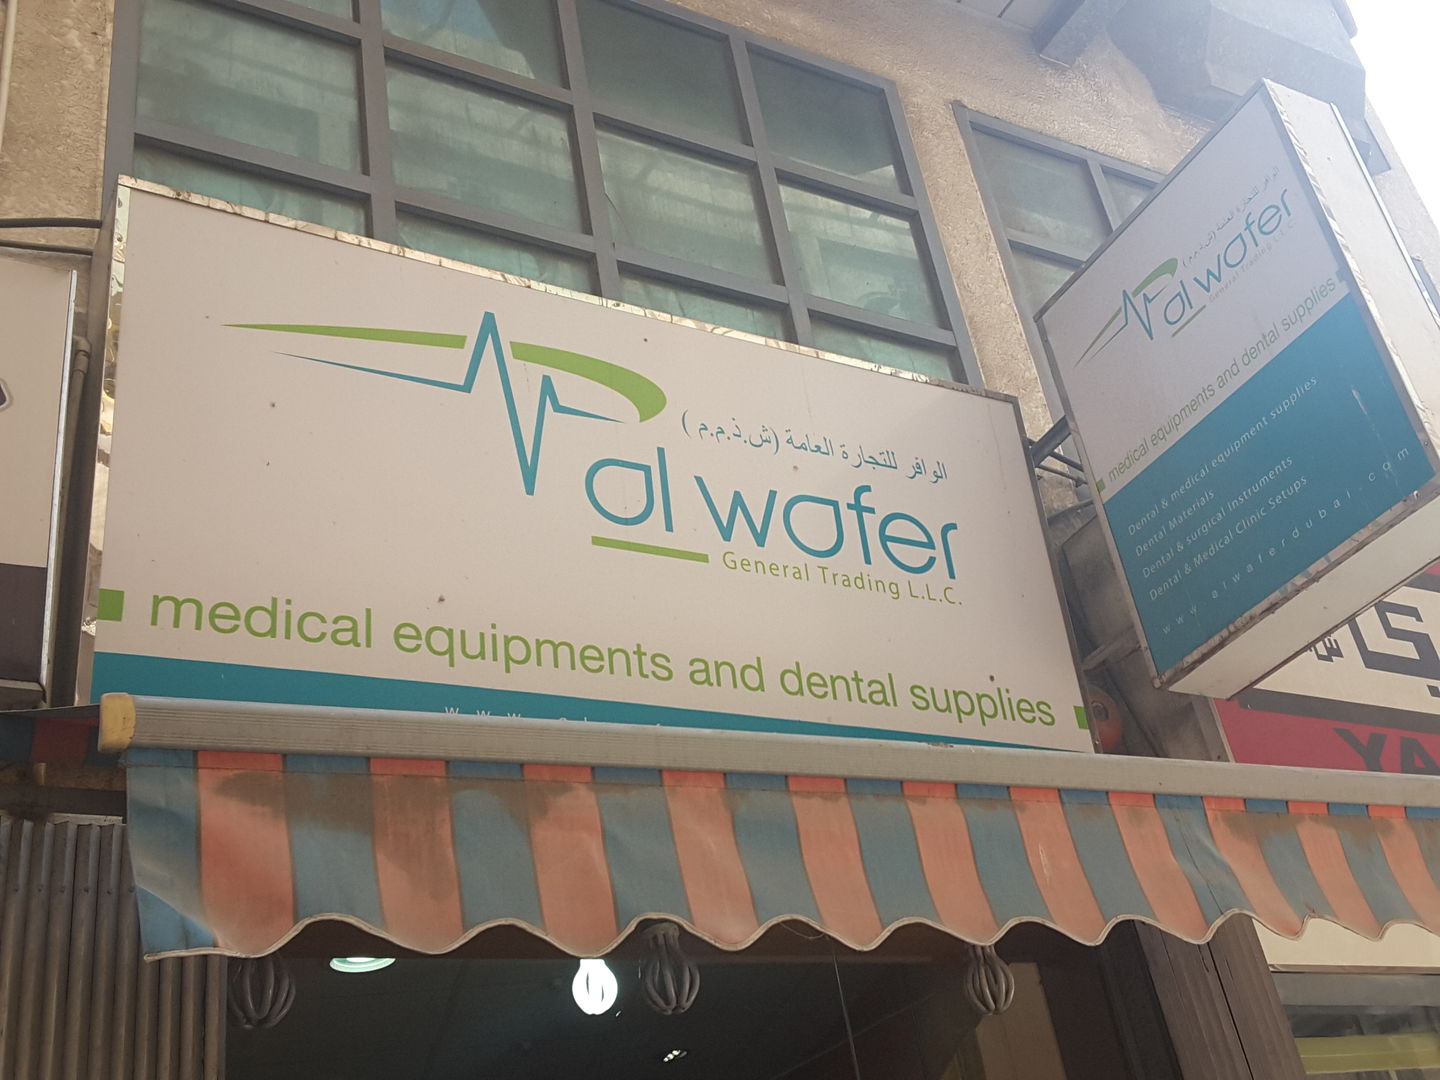 الوافر للتجارة العامة (ش.ذ.م.م )
al wafer
General Trading L.L.C.
medical equipments and dental supplies
الوافر للتجارة العامة (ش.ذ.م.م )
al wafer
General Trading L.L.C.
medical equipments and dental supplies
Dental & medical equipment supplies
Dental Materials
Dental & surgical Instruments
Dental & Medical Clinic Setups
www.alwaferdubai.com
YA